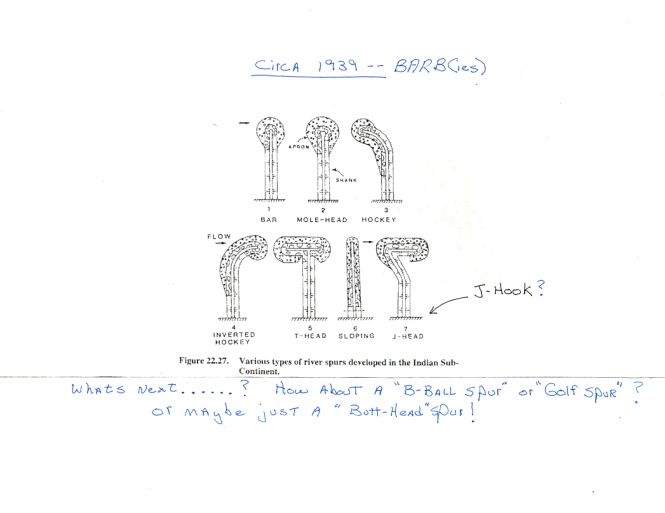 Circa 1939 -- BARB(ies)
APRON
SHANK
1 2 3
BAR MOLE-HEAD HOCKEY
FLOW
J-Hook?
4 5 6 7
INVERTED HOCKEY T-HEAD SLOPING J-HEAD
Figure 22.27. Various types of river spurs developed in the Indian Sub-
Continent.
Whats Next......? How About A "B-BALL Spur" or "Golf Spur"?
or maybe just A "Butt-Head" Spur!